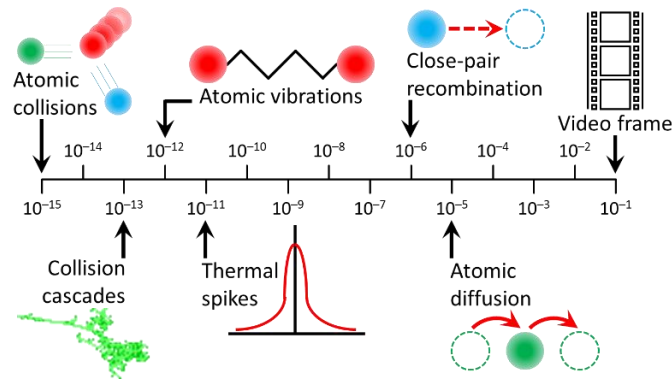 Atomic
collisions
Atomic vibrations
Close-pair
recombination
Video frame
10⁻¹⁴ 10⁻¹² 10⁻¹⁰ 10⁻⁸ 10⁻⁶ 10⁻⁴ 10⁻²
10⁻¹⁵ 10⁻¹³ 10⁻¹¹ 10⁻⁹ 10⁻⁷ 10⁻⁵ 10⁻³ 10⁻¹
Collision
cascades
Thermal
spikes
Atomic
diffusion